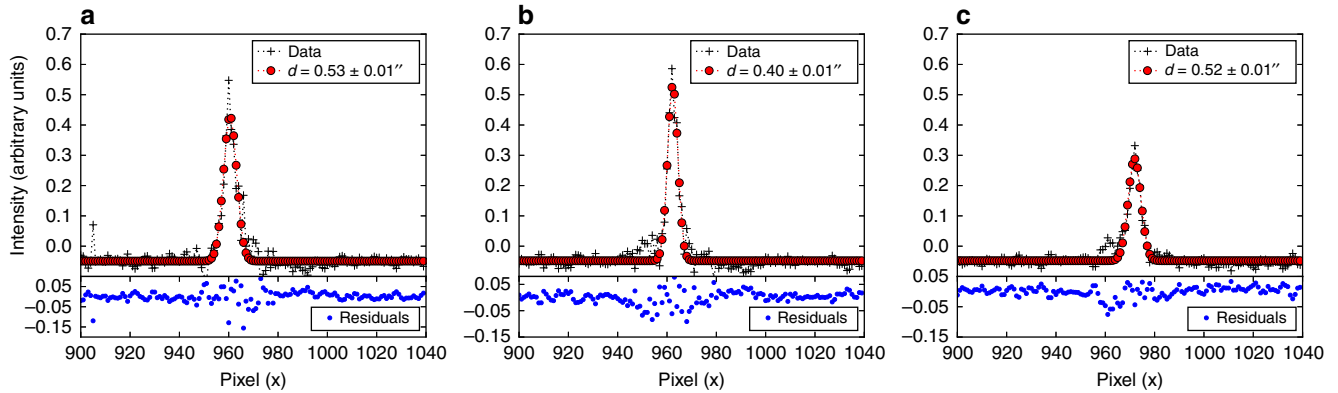 a
0.7
0.6
0.5
0.4
0.3
0.2
0.1
0.0
0.05
−0.05
−0.15
Intensity (arbitrary units)
Data
d = 0.53 ± 0.01″
Residuals
900 920 940 960 980 1000 1020 1040
Pixel (x)
b
0.7
0.6
0.5
0.4
0.3
0.2
0.1
0.0
0.05
−0.05
−0.15
Data
d = 0.40 ± 0.01″
Residuals
900 920 940 960 980 1000 1020 1040
Pixel (x)
c
0.7
0.6
0.5
0.4
0.3
0.2
0.1
0.0
0.05
−0.05
−0.15
Data
d = 0.52 ± 0.01″
Residuals
900 920 940 960 980 1000 1020 1040
Pixel (x)